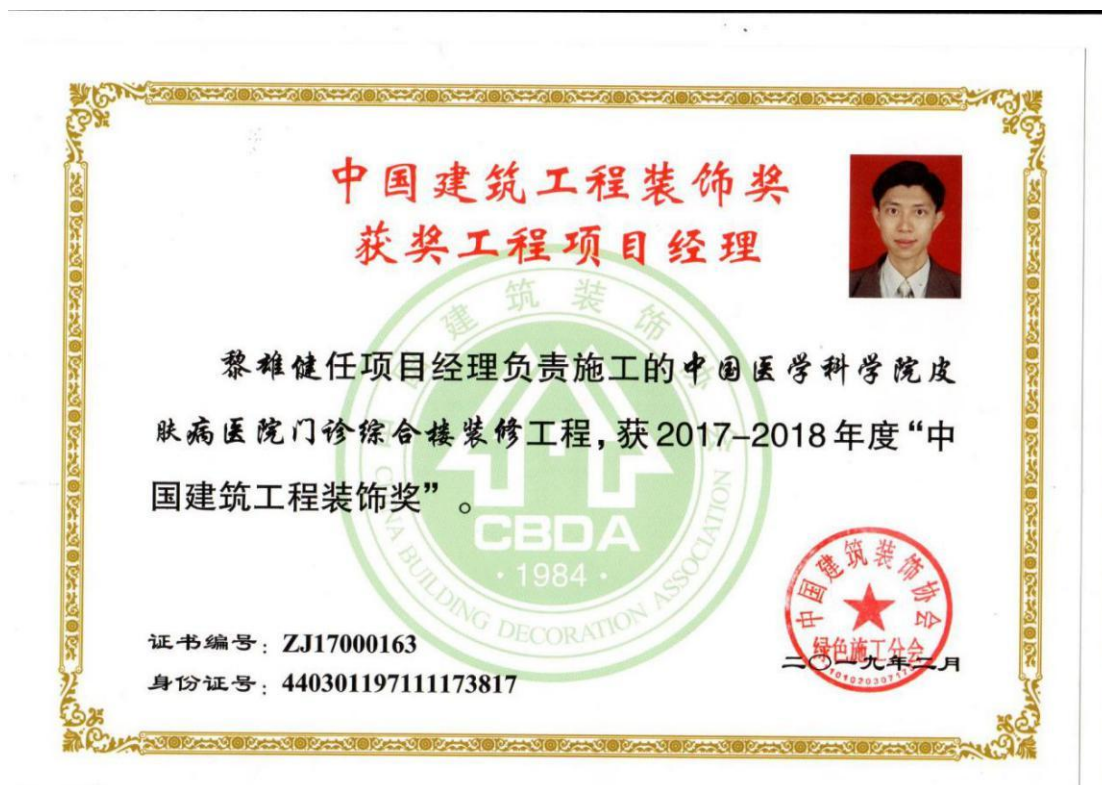 中国建筑工程装饰奖
获奖工程项目经理
黎雄健任项目经理负责施工的中国医学科学院皮
肤病医院门诊综合楼装修工程，获2017-2018年度“中
国建筑工程装饰奖”。
中国建筑装饰协会
CBDA
·1984·
CHINA BUILDING DECORATION ASSOCIATION
中国建筑装饰协会
绿色施工分会
证书编号：ZJ17000163
二〇一九年三月
身份证号：440301197111173817